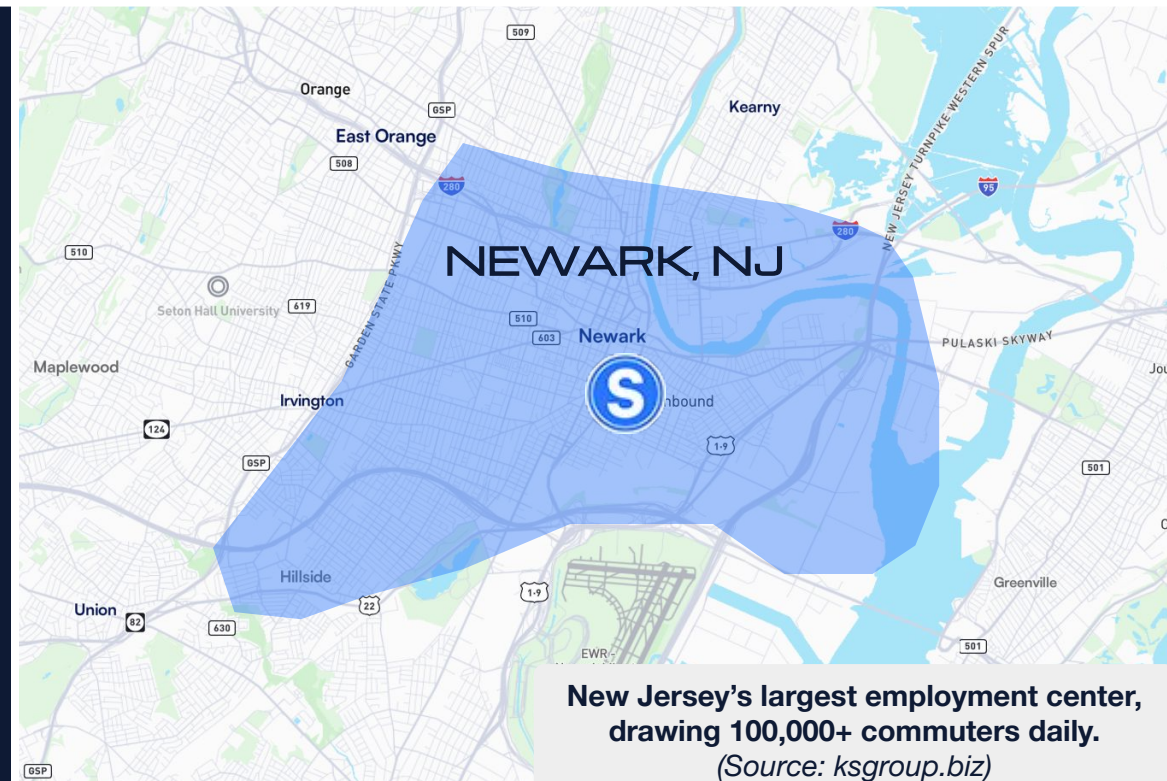 509
Orange
GSP
Kearny
East Orange
508
280
95
NEW JERSEY TURNPIKE WESTERN SPUR
280
510
NEWARK, NJ
Seton Hall University
619
GARDEN STATE PKWY
510
603
Newark
PULASKI SKYWAY
Maplewood
Jou
Irvington
S
nbound
124
1-9
GSP
501
Hillside
Greenville
1-9
22
Union
82
630
501
EWR -
New Jersey's largest employment center,
drawing 100,000+ commuters daily.
(Source: ksgroup.biz)
GSP